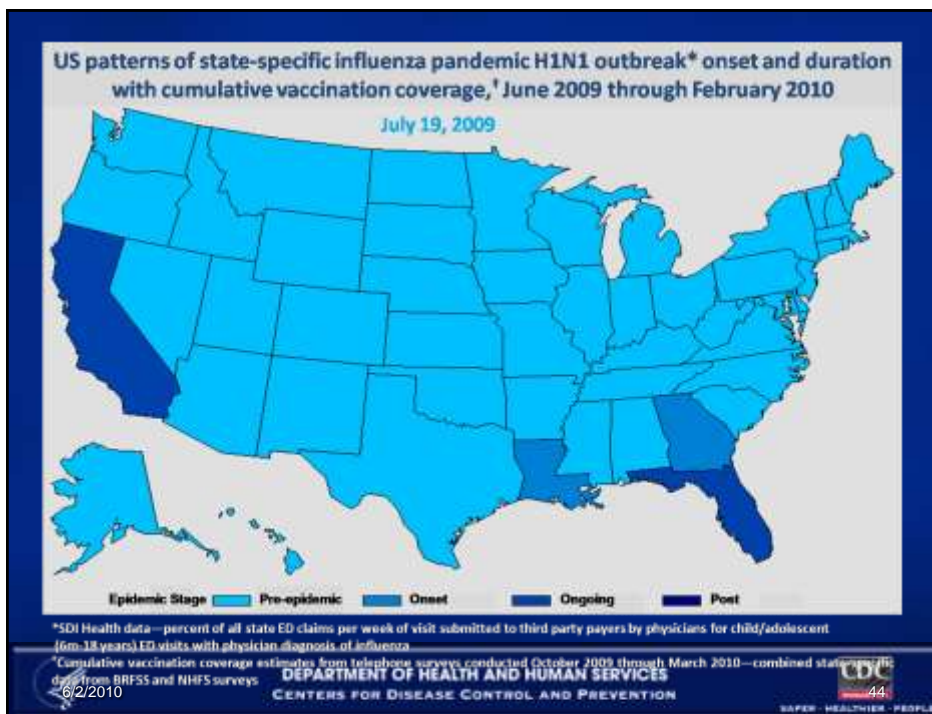 US patterns of state-specific influenza pandemic H1N1 outbreak* onset and duration
with cumulative vaccination coverage,† June 2009 through February 2010
July 19, 2009
Epidemic Stage Pre-epidemic Onset Ongoing Post
*SDI Health data—percent of all state ED claims per week of visit submitted to third party payers by physicians for child/adolescent
(6m-18 years) ED visits with physician diagnosis of influenza
†Cumulative vaccination coverage estimates from telephone surveys conducted October 2009 through March 2010—combined
data from BRFSS and NHFS surveys
DEPARTMENT OF HEALTH AND HUMAN SERVICES
CENTERS FOR DISEASE CONTROL AND PREVENTION
6/2/2010
CDC
44
SAFER · HEALTHIER · PEOPLE